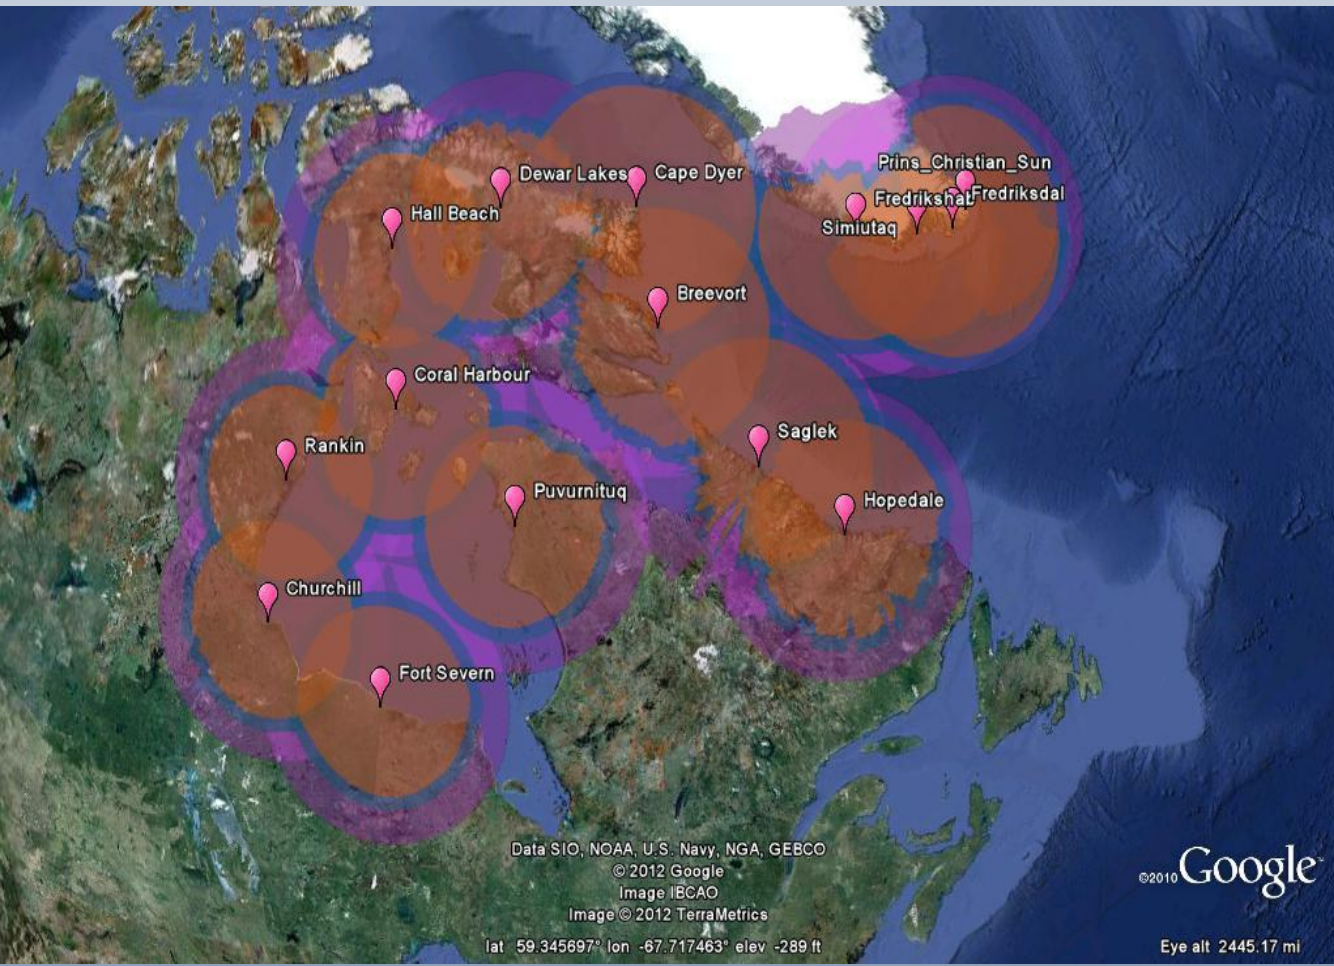 Prins_Christian_Sun
Dewar Lakes
Cape Dyer
Fredrikshab
Fredriksdal
Hall Beach
Simiutaq
Breevort
Coral Harbour
Saglek
Rankin
Puvurnituq
Hopedale
Churchill
Fort Severn
Data SIO, NOAA, U.S. Navy, NGA, GEBCO
© 2012 Google
Image IBCAO
Image © 2012 TerraMetrics
©2010 Google
lat 59.345697° lon -67.717463° elev -289 ft
Eye alt 2445.17 mi